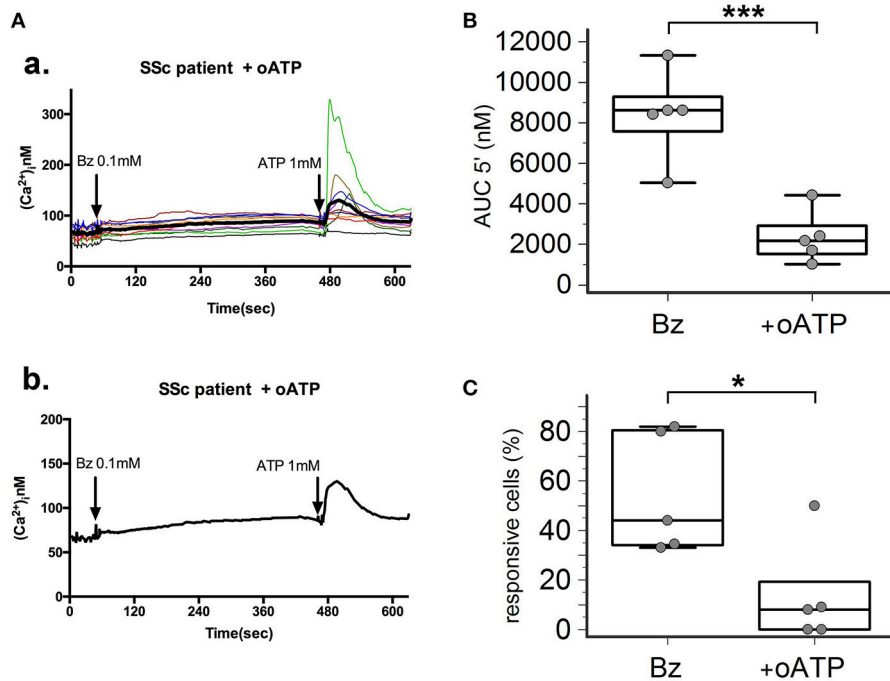 A
a.
SSc patient + oATP
(Ca²⁺)ᵢnM
300
200
100
0
Bz 0.1mM
ATP 1mM
0 120 240 360 480 600
Time(sec)
b.
SSc patient + oATP
(Ca²⁺)ᵢnM
200
150
100
50
0
Bz 0.1mM
ATP 1mM
0 120 240 360 480 600
Time(sec)
B
***
AUC 5' (nM)
12000
10000
8000
6000
4000
2000
0
Bz +oATP
C
*
responsive cells (%)
80
60
40
20
0
Bz +oATP